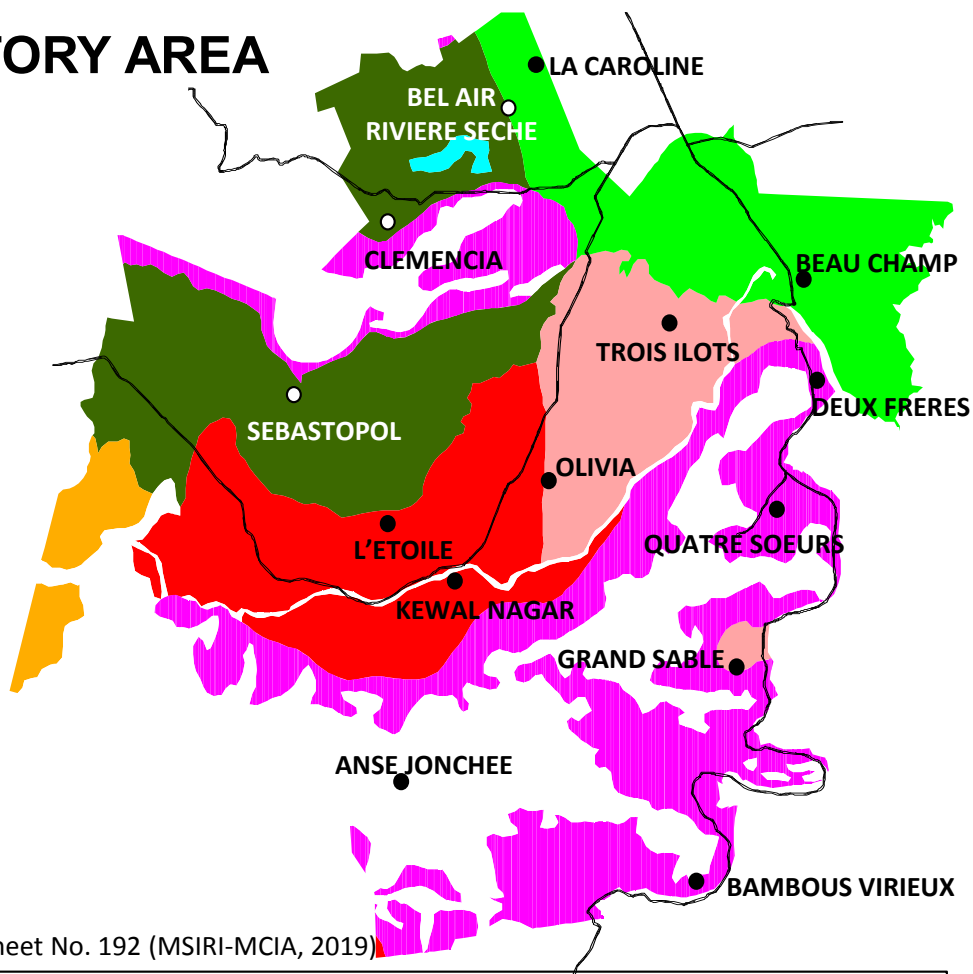 TORY AREA
LA CAROLINE
BEL AIR
RIVIERE SECHE
CLEMENCIA
BEAU CHAMP
TROIS ILOTS
DEUX FRERES
SEBASTOPOL
OLIVIA
L’ETOILE
QUATRE SOEURS
KEWAL NAGAR
GRAND SABLE
ANSE JONCHEE
BAMBOUS VIRIEUX
heet No. 192 (MSIRI-MCIA, 2019)